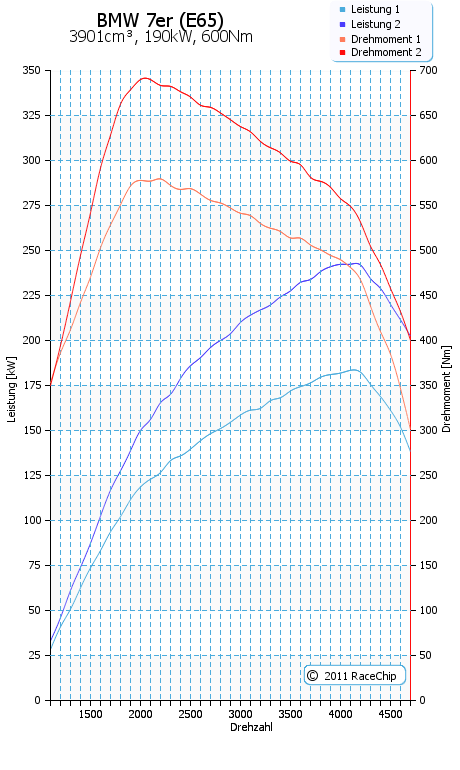 BMW 7er (E65)
3901cm³, 190kW, 600Nm
Leistung 1
Leistung 2
Drehmoment 1
Drehmoment 2
350
325
300
275
250
225
200
175
150
125
100
75
50
25
0
Leistung [kW]
700
650
600
550
500
450
400
350
300
250
200
150
100
50
0
Drehmoment [Nm]
© 2011 RaceChip
1500 2000 2500 3000 3500 4000 4500
Drehzahl